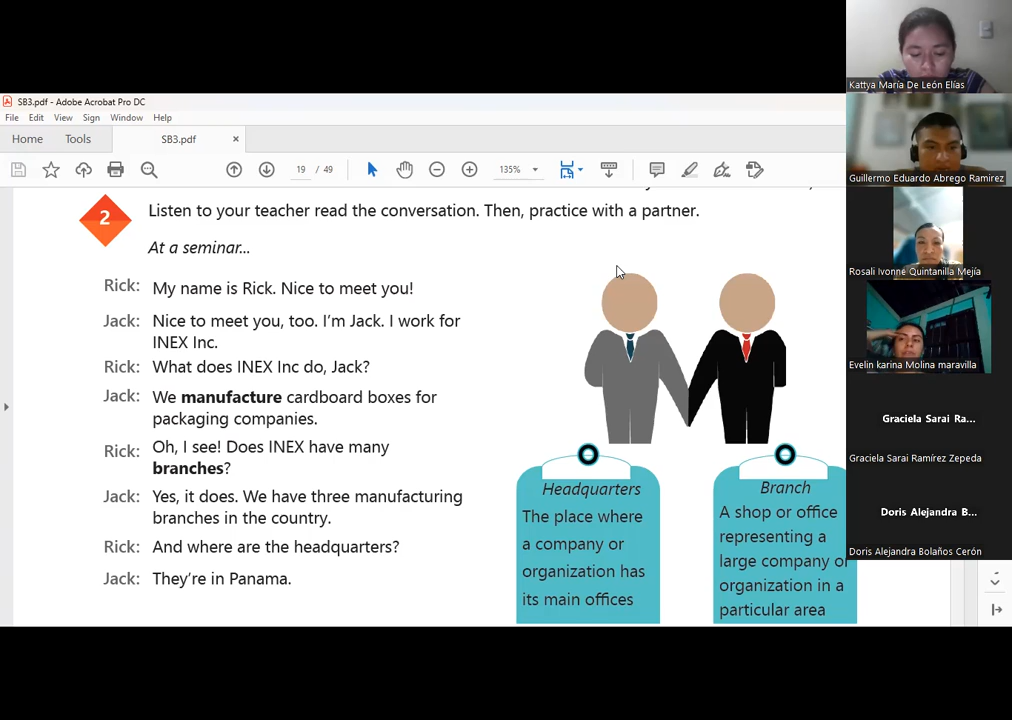 SB3.pdf - Adobe Acrobat Pro DC
File Edit View Sign Window Help
Home Tools SB3.pdf ×
19 / 49 135%
2
Listen to your teacher read the conversation. Then, practice with a partner.
At a seminar...
Rick: My name is Rick. Nice to meet you!
Jack: Nice to meet you, too. I'm Jack. I work for
INEX Inc.
Rick: What does INEX Inc do, Jack?
Jack: We manufacture cardboard boxes for
packaging companies.
Rick: Oh, I see! Does INEX have many
branches?
Jack: Yes, it does. We have three manufacturing
branches in the country.
Rick: And where are the headquarters?
Jack: They're in Panama.
Headquarters
The place where
a company or
organization has
its main offices
Branch
A shop or office
representing a
large company or
organization in a
particular area
Kattya María De León Elías
Guillermo Eduardo Abrego Ramirez
Rosali Ivonne Quintanilla Mejía
Evelin karina Molina maravilla
Graciela Sarai Ra...
Graciela Sarai Ramírez Zepeda
Doris Alejandra B...
Doris Alejandra Bolaños Cerón